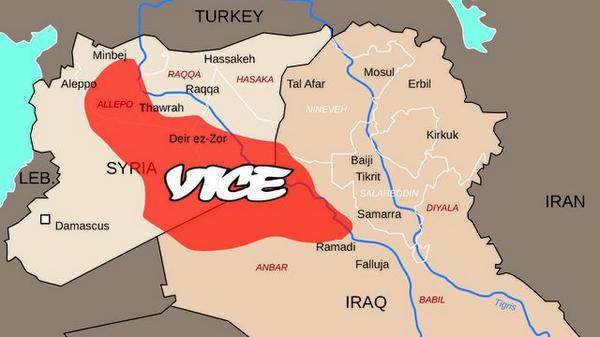 TURKEY
Minbej
Hassakeh
Aleppo
RAQQA
HASAKA
Tal Afar
Mosul
Erbil
Raqqa
ALLEPO
Thawrah
NINEVEH
Deir ez-Zor
Kirkuk
SYRIA
Baiji
LEB.
VICE
Tikrit
SALAHEDDIN
IRAN
Samarra
DIYALA
Damascus
Ramadi
ANBAR
Falluja
IRAQ
BABIL
Tigris